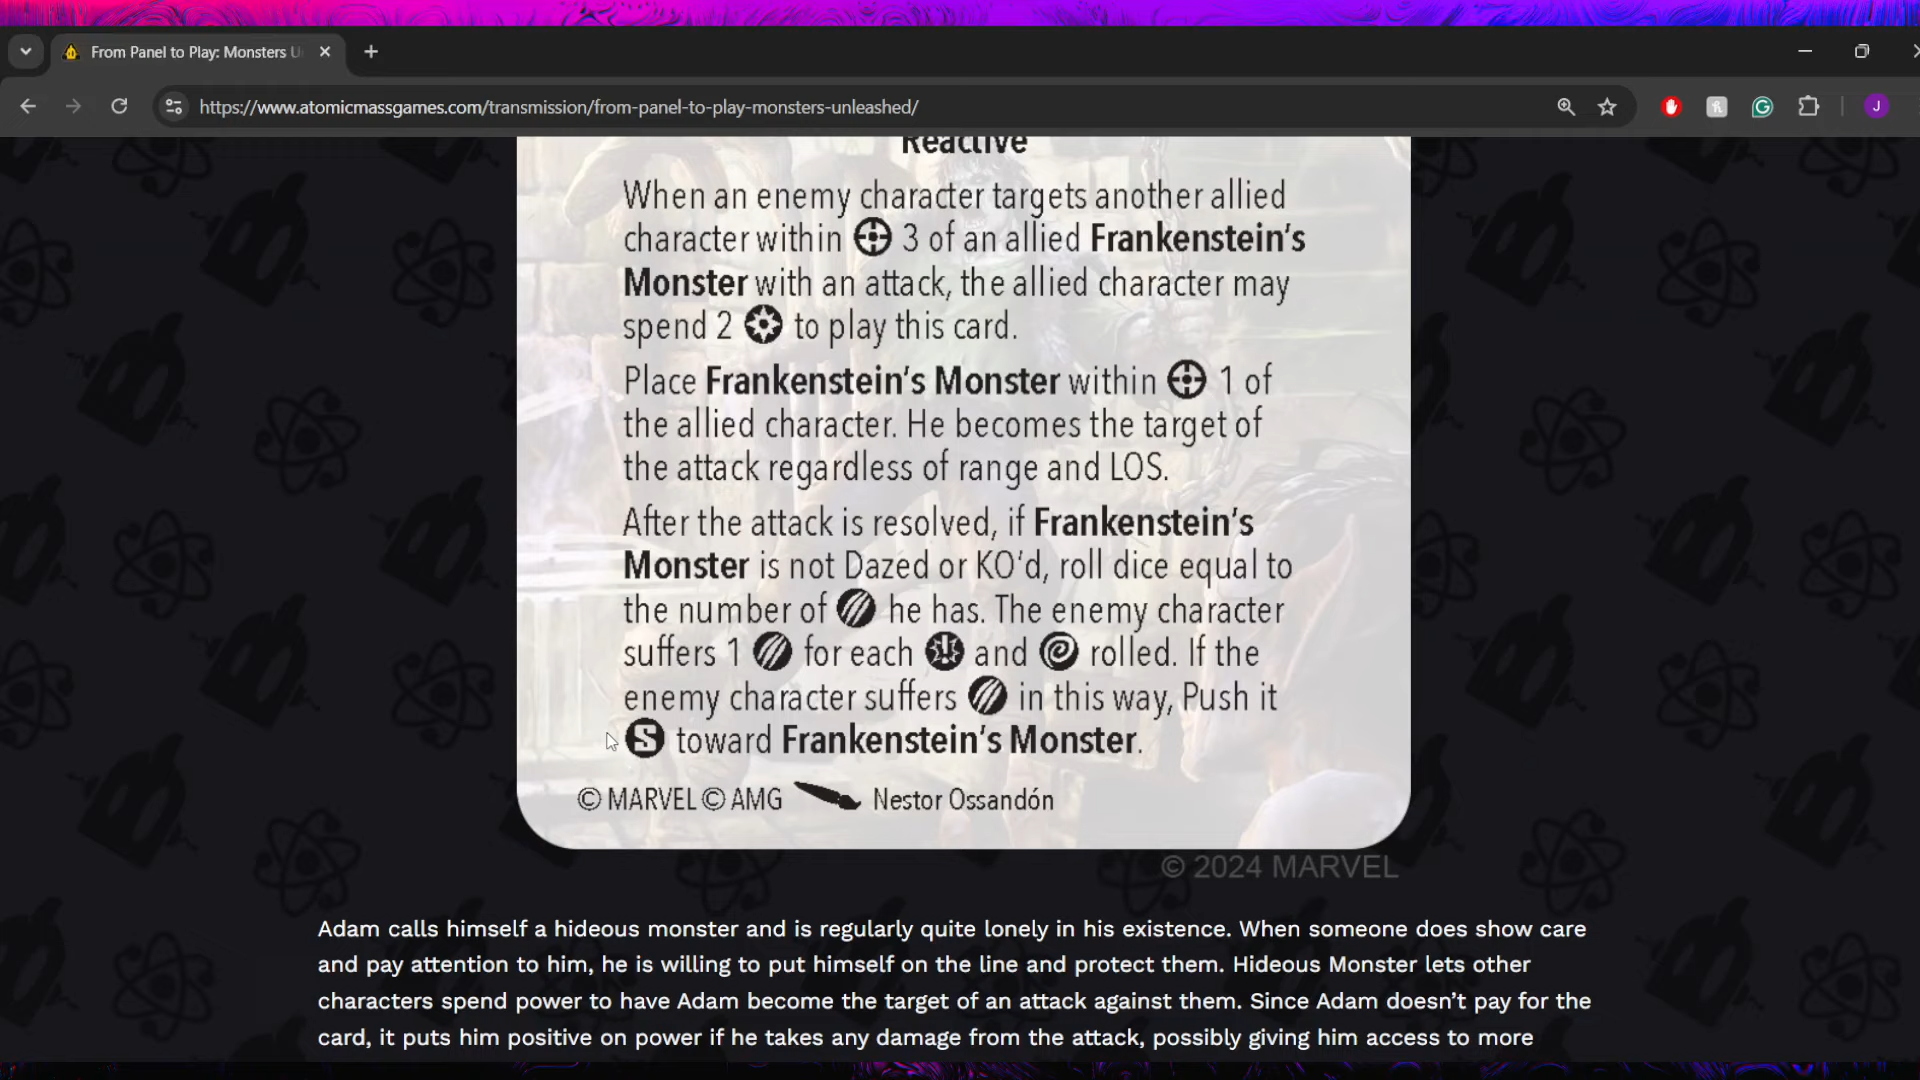 From Panel to Play: Monsters U
https://www.atomicmassgames.com/transmission/from-panel-to-play-monsters-unleashed/
J
Reactive
When an enemy character targets another allied
character within 3 of an allied Frankenstein's
Monster with an attack, the allied character may
spend 2 to play this card.
Place Frankenstein's Monster within 1 of
the allied character. He becomes the target of
the attack regardless of range and LOS.
After the attack is resolved, if Frankenstein's
Monster is not Dazed or KO'd, roll dice equal to
the number of he has. The enemy character
suffers 1 for each and rolled. If the
enemy character suffers in this way, Push it
S toward Frankenstein's Monster.
© MARVEL © AMG Nestor Ossandón
© 2024 MARVEL
Adam calls himself a hideous monster and is regularly quite lonely in his existence. When someone does show care
and pay attention to him, he is willing to put himself on the line and protect them. Hideous Monster lets other
characters spend power to have Adam become the target of an attack against them. Since Adam doesn't pay for the
card, it puts him positive on power if he takes any damage from the attack, possibly giving him access to more